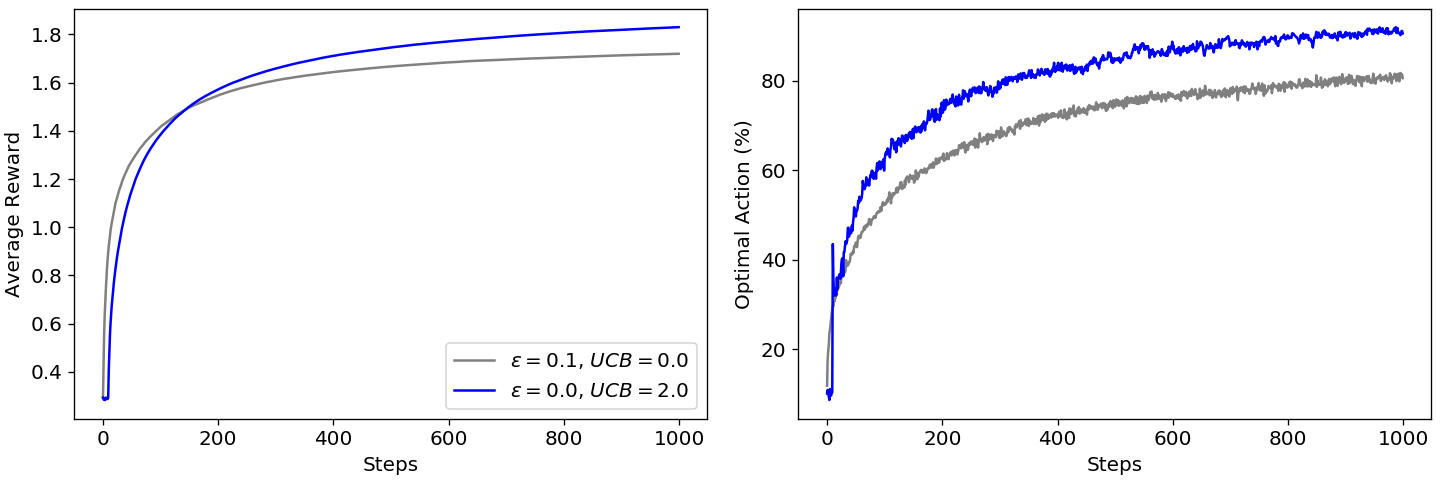 1.8
1.6
1.4
1.2
1.0
0.8
0.6
0.4
Average Reward
0 200 400 600 800 1000
Steps
ε = 0.1, UCB = 0.0
ε = 0.0, UCB = 2.0
80
60
40
20
Optimal Action (%)
0 200 400 600 800 1000
Steps